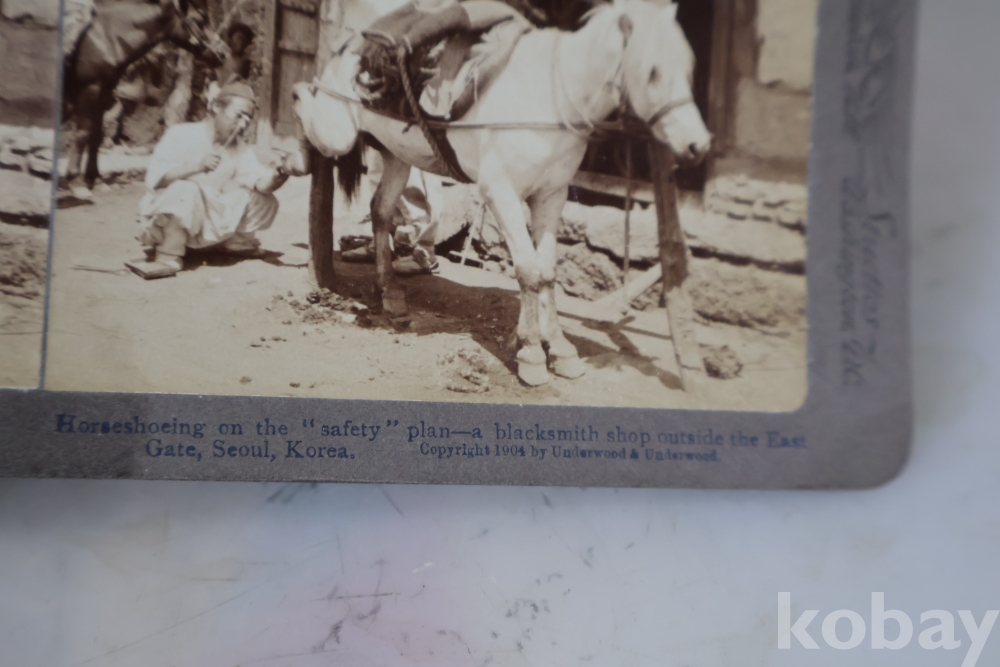 Horseshoeing on the "safety" plan—a blacksmith shop outside the East
Gate, Seoul, Korea.
Copyright 1904 by Underwood & Underwood.
kobay